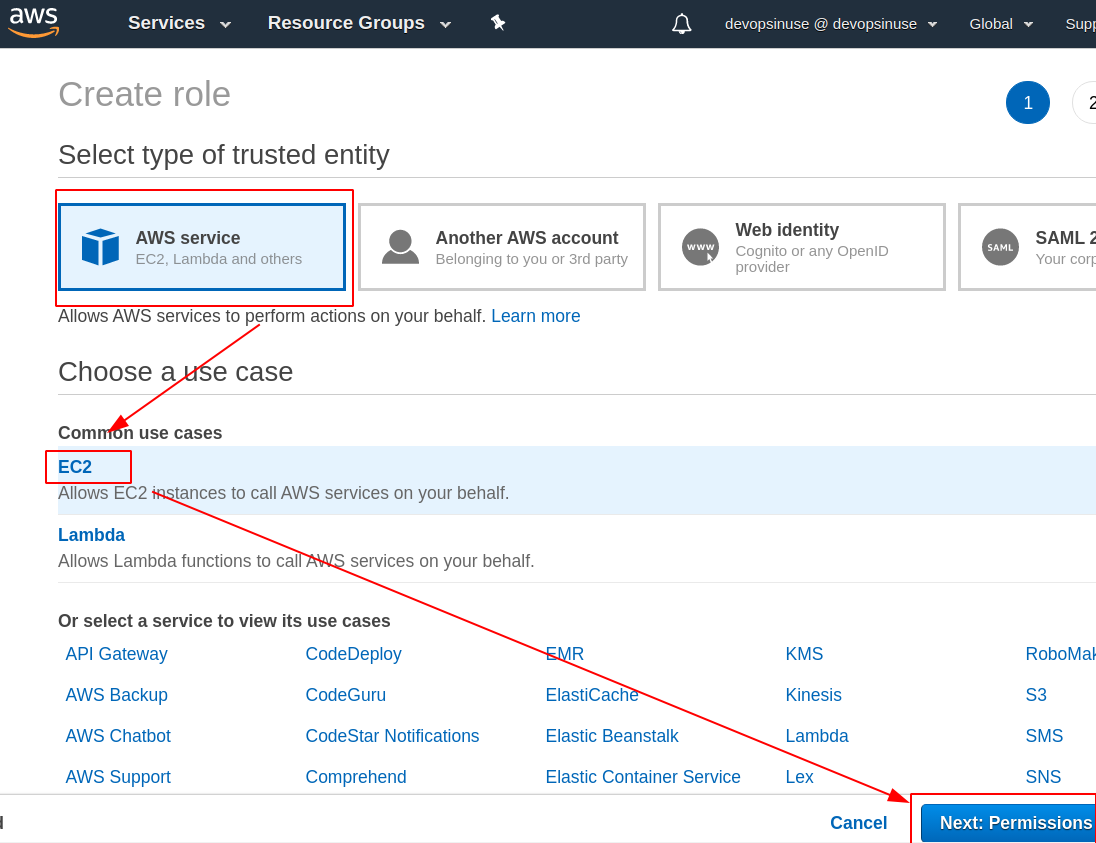 aws Services Resource Groups devopsinuse @ devopsinuse Global Supp
Create role
1 2
Select type of trusted entity
AWS service
EC2, Lambda and others
Another AWS account
Belonging to you or 3rd party
WWW
Web identity
Cognito or any OpenID
provider
SAML
SAML 2
Your corp
Allows AWS services to perform actions on your behalf. Learn more
Choose a use case
Common use cases
EC2
Allows EC2 instances to call AWS services on your behalf.
Lambda
Allows Lambda functions to call AWS services on your behalf.
Or select a service to view its use cases
API Gateway CodeDeploy EMR KMS RoboMak
AWS Backup CodeGuru ElastiCache Kinesis S3
AWS Chatbot CodeStar Notifications Elastic Beanstalk Lambda SMS
AWS Support Comprehend Elastic Container Service Lex SNS
d Cancel Next: Permissions